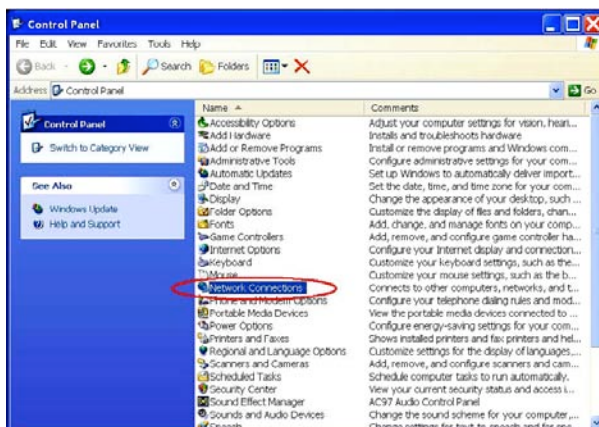 Control Panel
File Edit View Favorites Tools Help
Back Search Folders
Address Control Panel Go
Name Comments
Control Panel
Switch to Category View
See Also
Windows Update
Help and Support
Accessibility Options Adjust your computer settings for vision, heari...
Add Hardware Installs and troubleshoots hardware
Add or Remove Programs Install or remove programs and Windows com...
Administrative Tools Configure administrative settings for your com...
Automatic Updates Set up Windows to automatically deliver import...
Date and Time Set the date, time, and time zone for your com...
Display Change the appearance of your desktop, such ...
Folder Options Customize the display of files and folders, chan...
Fonts Add, change, and manage fonts on your comp...
Game Controllers Add, remove, and configure game controller ha...
Internet Options Configure your Internet display and connection...
Keyboard Customize your keyboard settings, such as the...
Mouse Customize your mouse settings, such as the b...
Network Connections Connects to other computers, networks, and t...
Phone and Modem Options Configure your telephone dialing rules and mod...
Portable Media Devices View the portable media devices connected to ...
Power Options Configure energy-saving settings for your com...
Printers and Faxes Shows installed printers and fax printers and hel...
Regional and Language Options Customize settings for the display of languages,...
Scanners and Cameras Add, remove, and configure scanners and cam...
Scheduled Tasks Schedule computer tasks to run automatically.
Security Center View your current security status and access i...
Sound Effect Manager AC97 Audio Control Panel
Sounds and Audio Devices Change the sound scheme for your computer,...
Speech Change settings for text-to-speech and for spe...